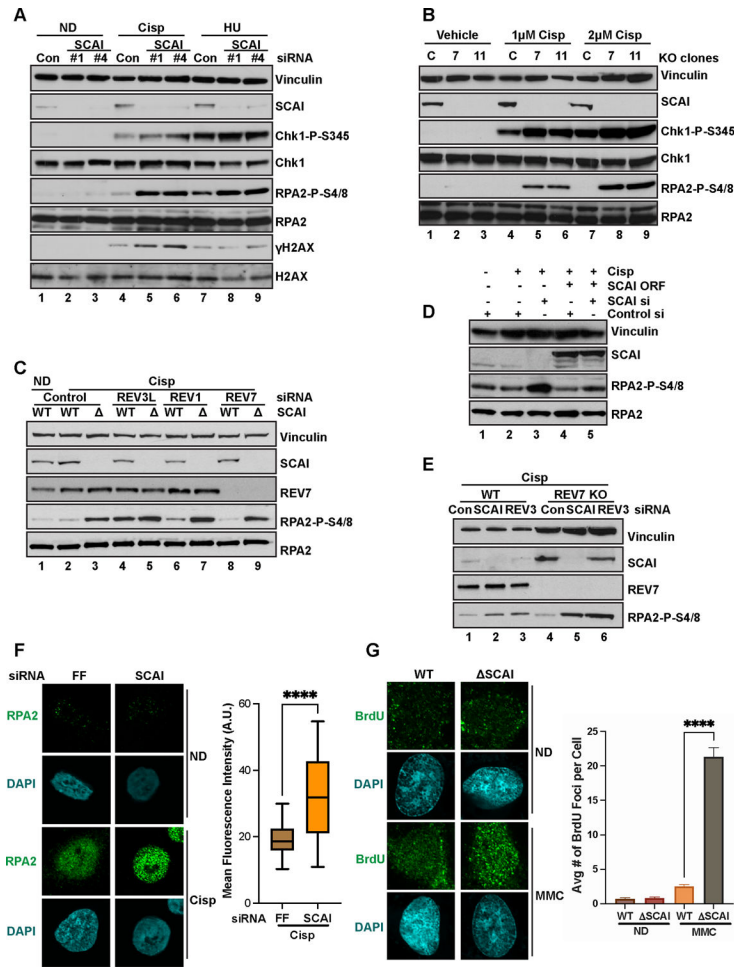 A
ND Cisp HU
SCAI SCAI SCAI
Con #1 #4 Con #1 #4 Con #1 #4 siRNA
Vinculin
SCAI
Chk1-P-S345
Chk1
RPA2-P-S4/8
RPA2
γH2AX
H2AX
1 2 3 4 5 6 7 8 9
B
Vehicle 1µM Cisp 2µM Cisp
C 7 11 C 7 11 C 7 11 KO clones
Vinculin
SCAI
Chk1-P-S345
Chk1
RPA2-P-S4/8
RPA2
1 2 3 4 5 6 7 8 9
C
ND Cisp
Control REV3L REV1 REV7 siRNA
WT WT Δ WT Δ WT Δ WT Δ SCAI
Vinculin
SCAI
REV7
RPA2-P-S4/8
RPA2
1 2 3 4 5 6 7 8 9
D
- + + + + Cisp
- - - + + SCAI ORF
- - + - + SCAI si
+ + - + - Control si
Vinculin
SCAI
RPA2-P-S4/8
RPA2
1 2 3 4 5
E
Cisp
WT REV7 KO
Con SCAI REV3 Con SCAI REV3 siRNA
Vinculin
SCAI
REV7
RPA2-P-S4/8
1 2 3 4 5 6
F
siRNA FF SCAI
RPA2
DAPI
ND
RPA2
DAPI
Cisp
Mean Fluorescence Intensity (A.U.)
60
40
20
0
****
siRNA FF SCAI
Cisp
G
WT ΔSCAI
BrdU
DAPI
ND
BrdU
DAPI
MMC
Avg # of BrdU Foci per Cell
25
20
15
10
5
0
****
WT ΔSCAI WT ΔSCAI
ND MMC